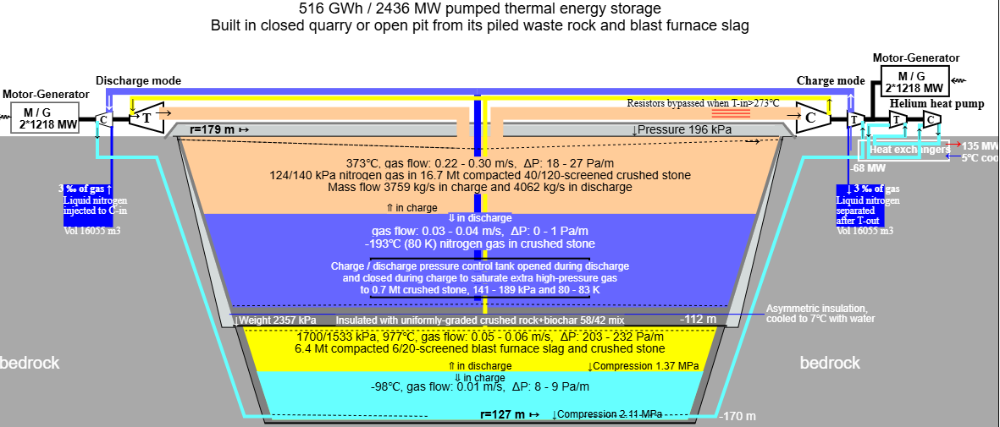 516 GWh / 2436 MW pumped thermal energy storage
Built in closed quarry or open pit from its piled waste rock and blast furnace slag
Motor-Generator
M / G
2*1218 MW
Discharge mode
C
T
Charge mode
Motor-Generator
M / G
2*1218 MW
Helium heat pump
Resistors bypassed when T-in>273℃
C
T
T
C
r=179 m ↦
↓Pressure 196 kPa
Heat exchangers
135 MW
5℃ coo
-68 MW
373℃, gas flow: 0.22 - 0.30 m/s, ΔP: 18 - 27 Pa/m
124/140 kPa nitrogen gas in 16.7 Mt compacted 40/120-screened crushed stone
Mass flow 3759 kg/s in charge and 4062 kg/s in discharge
⇑ in charge
⇓ in discharge
3 ‰ of gas ↑
Liquid nitrogen
injected to C-in
Vol 16055 m3
↓ 3 ‰ of gas
Liquid nitrogen
separated
after T-out
Vol 16055 m3
gas flow: 0.03 - 0.04 m/s, ΔP: 0 - 1 Pa/m
-193℃ (80 K) nitrogen gas in crushed stone
Charge / discharge pressure control tank opened during discharge
and closed during charge to saturate extra high-pressure gas
to 0.7 Mt crushed stone, 141 - 189 kPa and 80 - 83 K
Asymmetric insulation,
cooled to 7℃ with water
↓Weight 2357 kPa
Insulated with uniformly-graded crushed rock+biochar 58/42 mix
-112 m
1700/1533 kPa, 977℃, gas flow: 0.05 - 0.06 m/s, ΔP: 203 - 232 Pa/m
6.4 Mt compacted 6/20-screened blast furnace slag and crushed stone
⇑ in discharge
↓Compression 1.37 MPa
⇓ in charge
-98℃, gas flow: 0.01 m/s, ΔP: 8 - 9 Pa/m
bedrock
bedrock
r=127 m ↦
↓Compression 2.11 MPa
-170 m